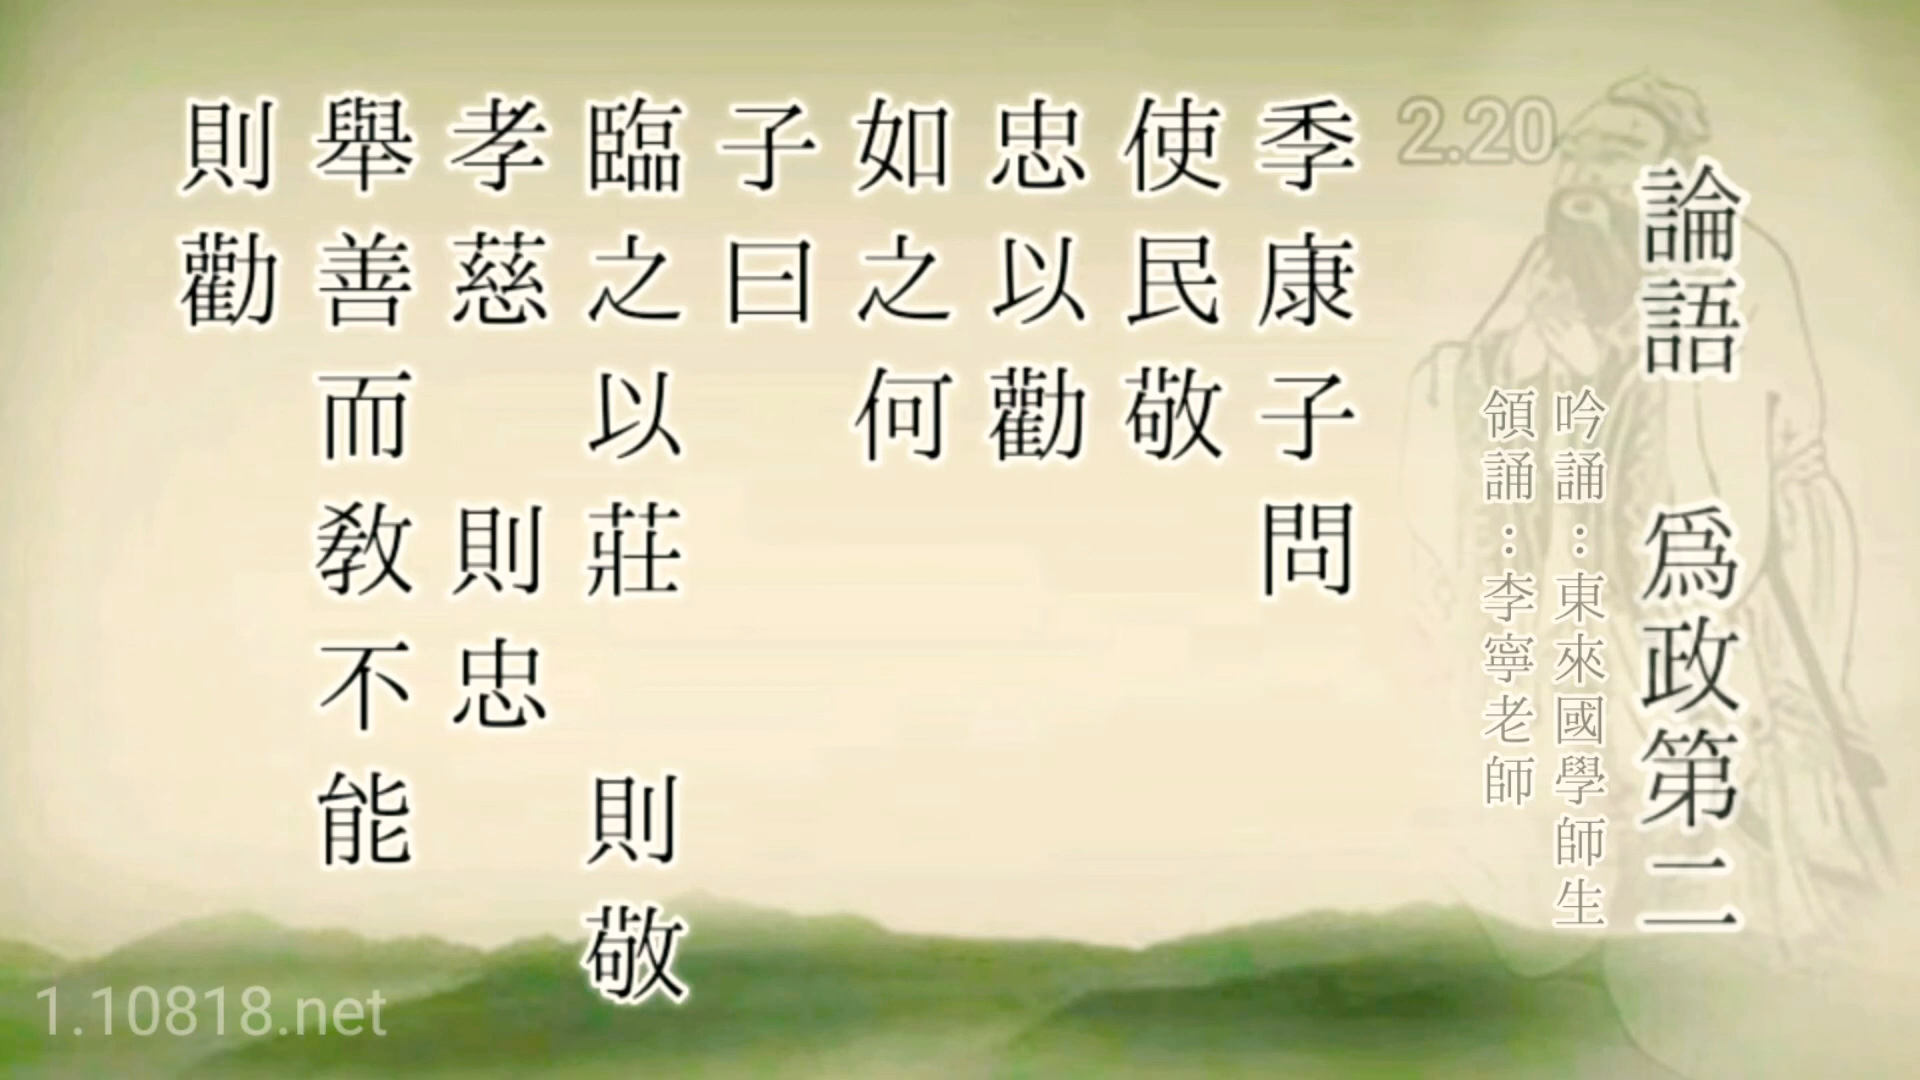 論語 爲政第二
吟誦：東來國學師生
領誦：李寧老師
2.20
季康子問
使民敬
忠以勸
如之何
子曰
臨之以莊 則敬
孝慈 則忠
舉善而教不能
則勸
1.10818.net